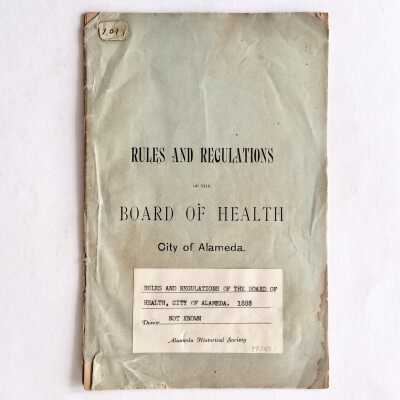 RULES AND REGULATIONS
OF THE
BOARD OF HEALTH
City of Alameda.
RULES AND REGULATIONS OF THE BOARD OF
HEALTH, CITY OF ALAMEDA.
Donor NOT KNOWN
Alameda Historical Society